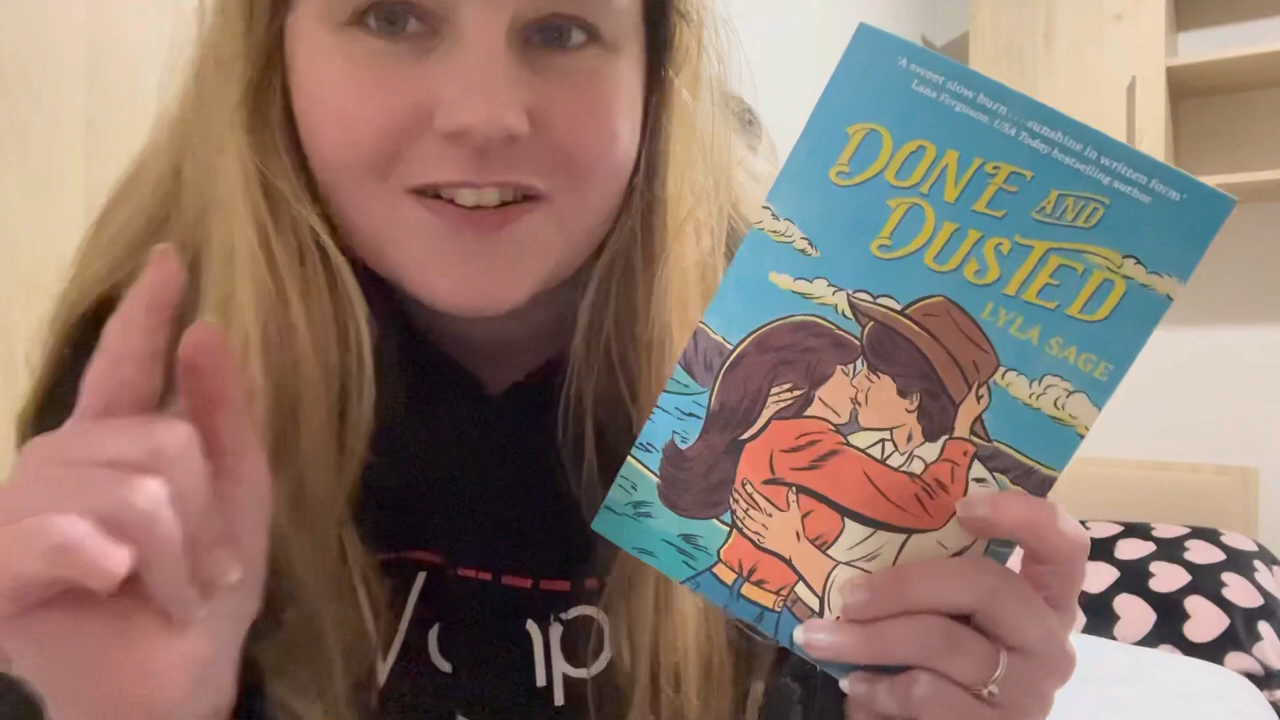 'A sweet slow burn . . . sunshine in written form'
Lana Ferguson, USA Today bestselling author
DONE AND
DUSTED
LYLA SAGE